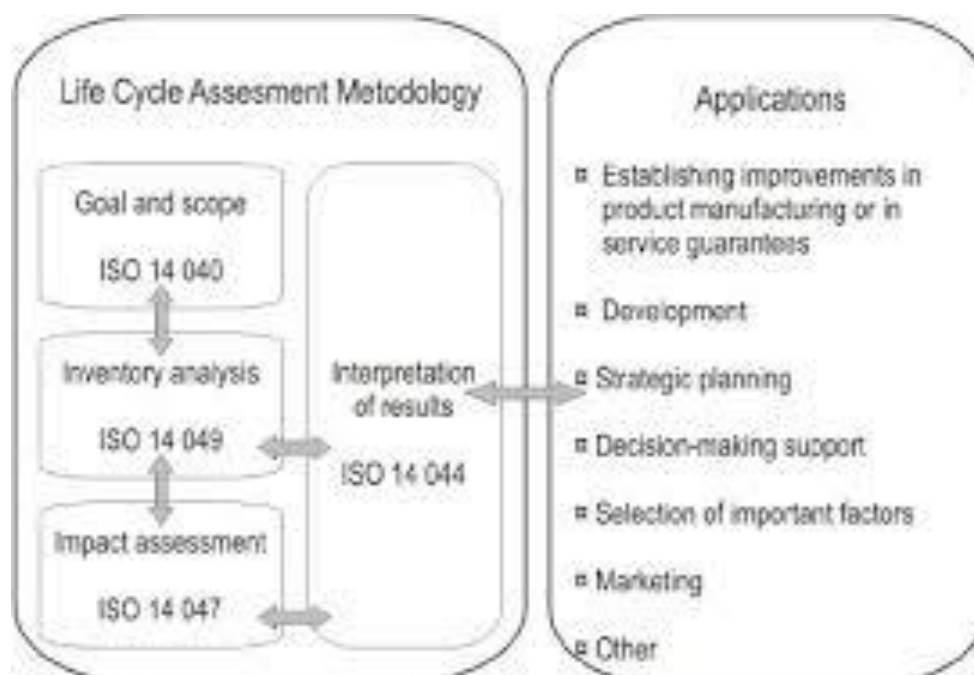 Life Cycle Assesment Metodology
Goal and scope
ISO 14 040
Inventory analysis
ISO 14 049
Impact assessment
ISO 14 047
Interpretation
of results
ISO 14 044
Applications
Establishing improvements in
product manufacturing or in
service guarantees
Development
Strategic planning
Decision-making support
Selection of important factors
Marketing
Other